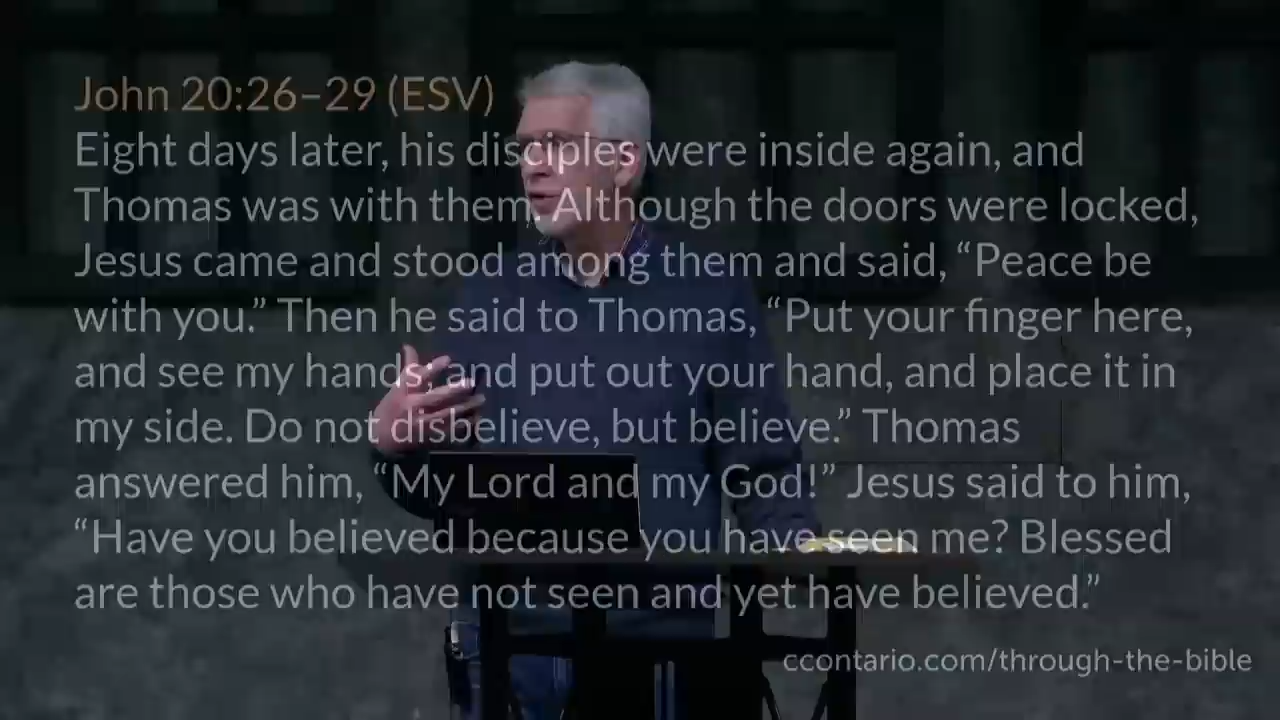 John 20:26–29 (ESV)
Eight days later, his disciples were inside again, and
Thomas was with them. Although the doors were locked,
Jesus came and stood among them and said, “Peace be
with you.” Then he said to Thomas, “Put your finger here,
and see my hands; and put out your hand, and place it in
my side. Do not disbelieve, but believe.” Thomas
answered him, “My Lord and my God!” Jesus said to him,
“Have you believed because you have seen me? Blessed
are those who have not seen and yet have believed.”
ccontario.com/through-the-bible